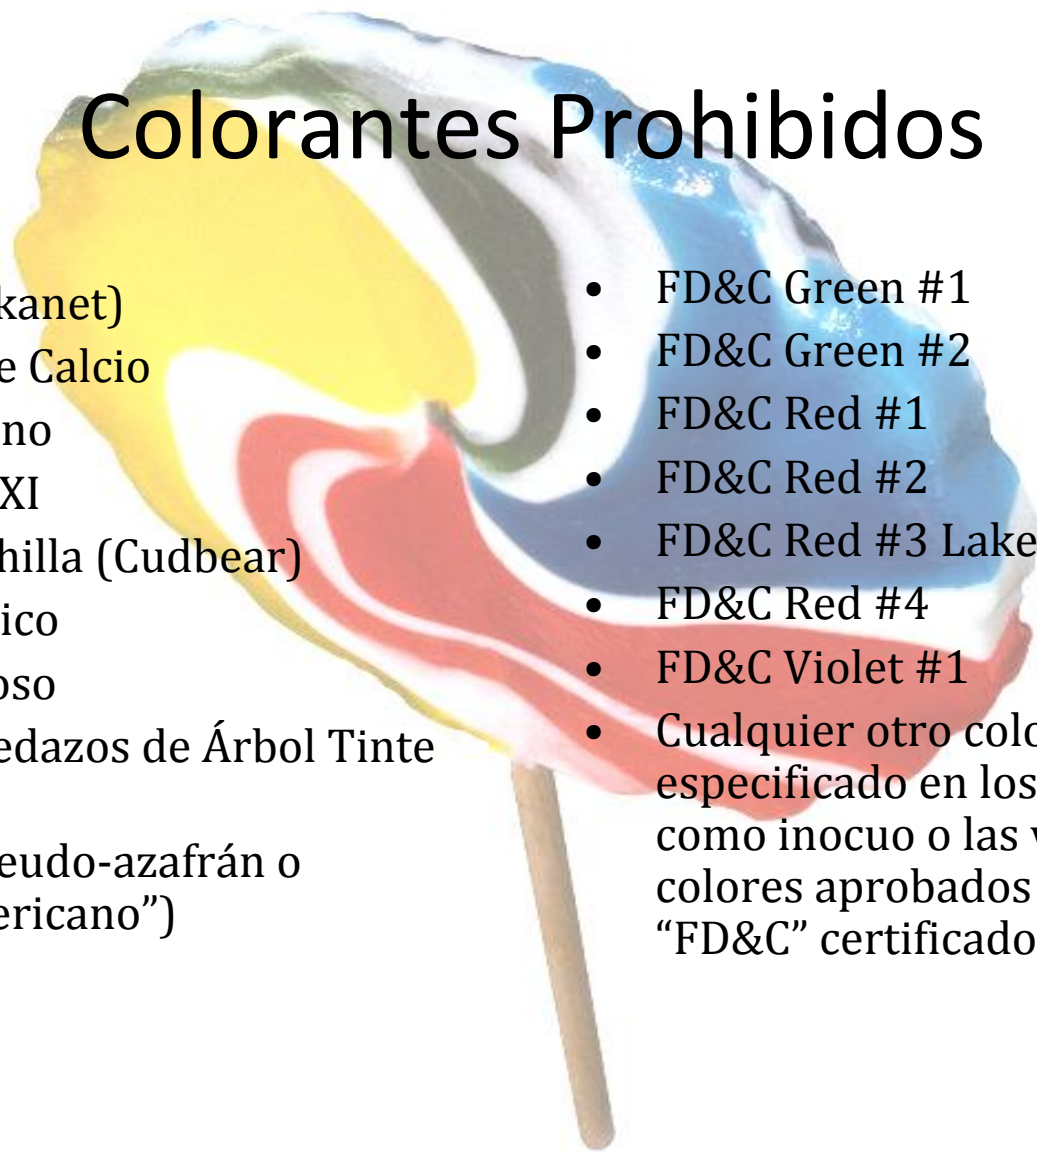 Colorantes Prohibidos
kanet)
e Calcio
no
XI
hilla (Cudbear)
ico
oso
edazos de Árbol Tinte
eudo-azafrán o
ericano”)
• FD&C Green #1
• FD&C Green #2
• FD&C Red #1
• FD&C Red #2
• FD&C Red #3 Lake
• FD&C Red #4
• FD&C Violet #1
• Cualquier otro colo
especificado en los
como inocuo o las v
colores aprobados
“FD&C” certificado